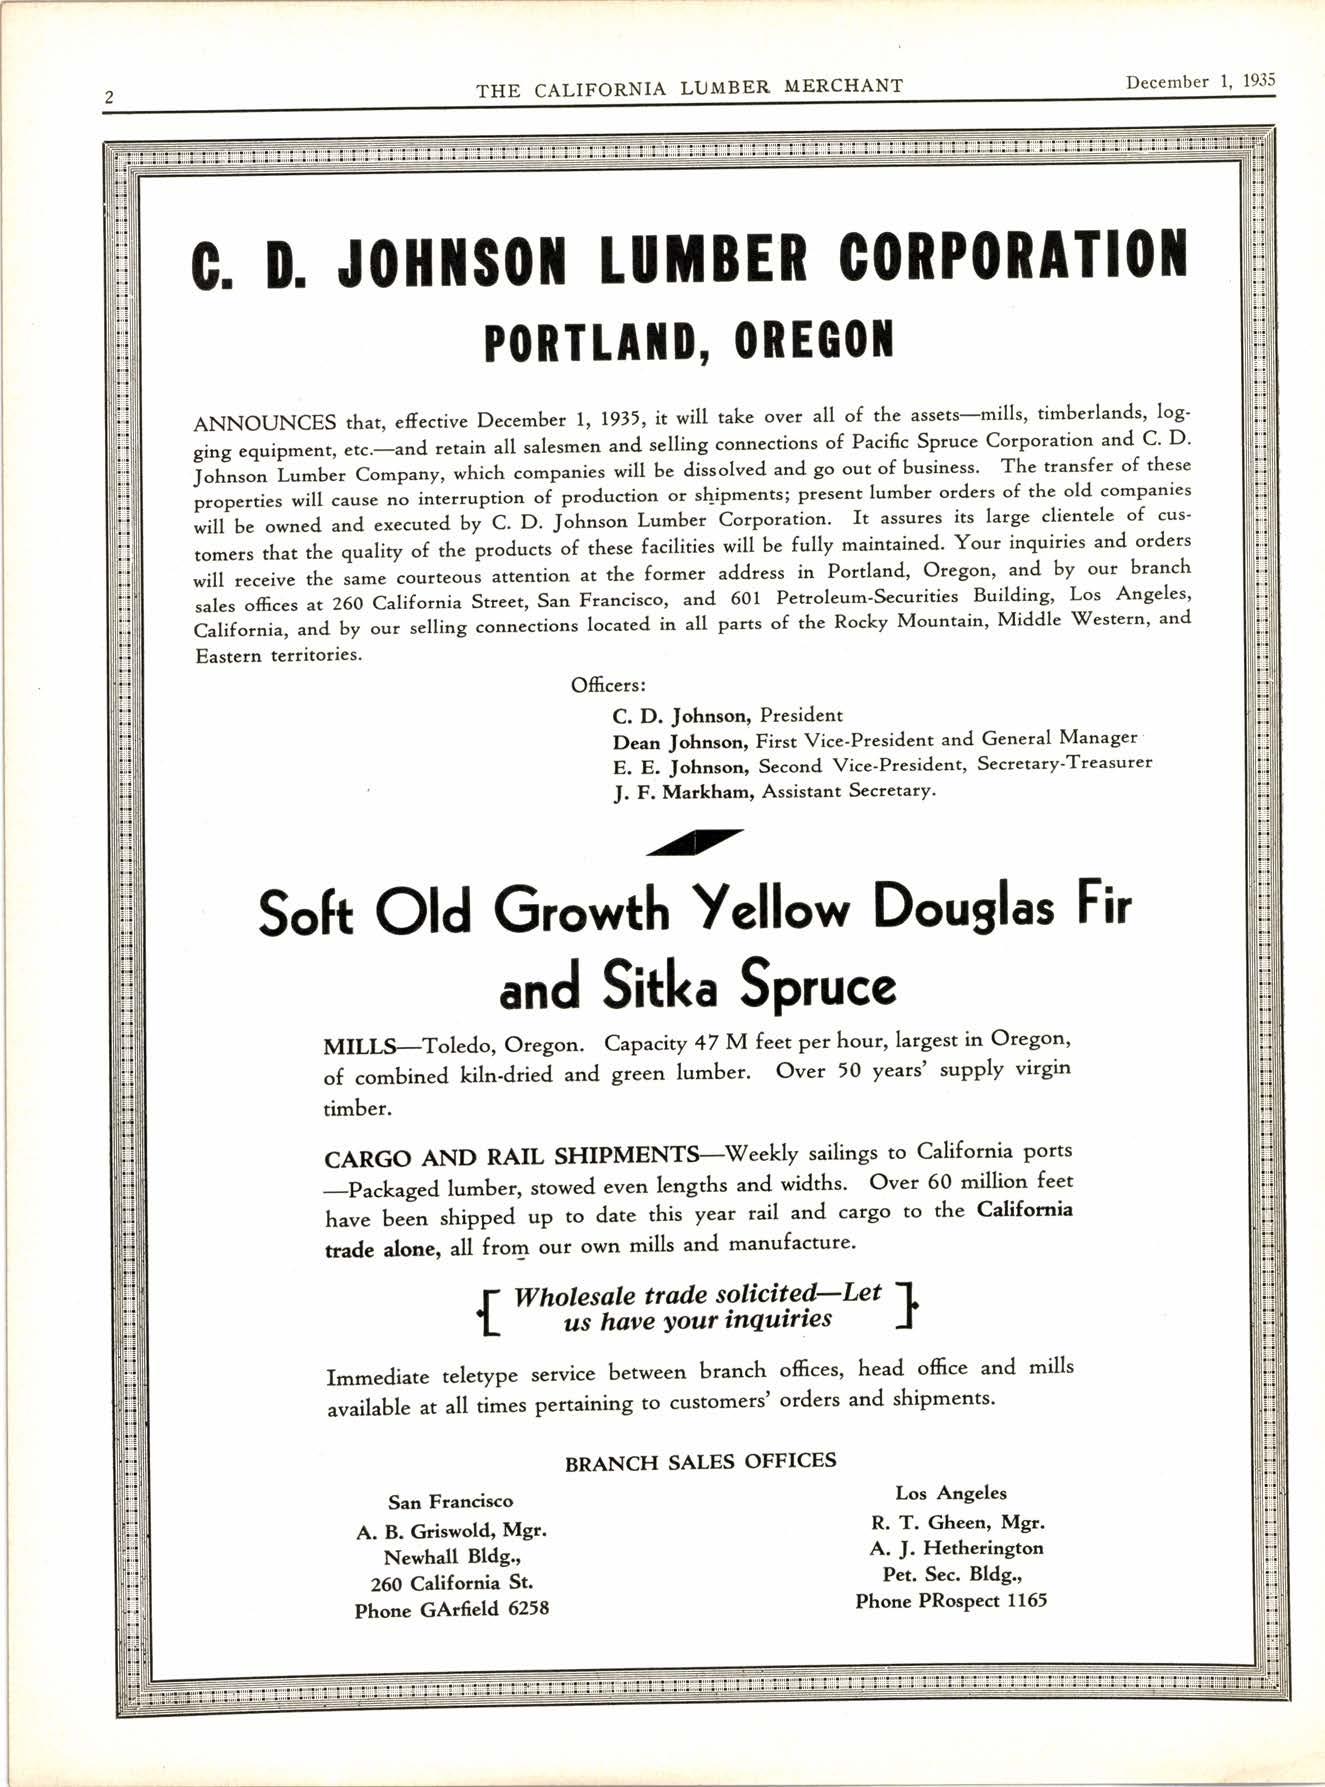 2
THE CALIFORNIA LUMBER MERCHANT
December 1, 1935
C. D. JOHNSON LUMBER CORPORATION
PORTLAND, OREGON
ANNOUNCES that, effective December 1, 1935, it will take over all of the assets—mills, timberlands, log-
ging equipment, etc.—and retain all salesmen and selling connections of Pacific Spruce Corporation and C. D.
Johnson Lumber Company, which companies will be dissolved and go out of business. The transfer of these
properties will cause no interruption of production or shipments; present lumber orders of the old companies
will be owned and executed by C. D. Johnson Lumber Corporation. It assures its large clientele of cus-
tomers that the quality of the products of these facilities will be fully maintained. Your inquiries and orders
will receive the same courteous attention at the former address in Portland, Oregon, and by our branch
sales offices at 260 California Street, San Francisco, and 601 Petroleum-Securities Building, Los Angeles,
California, and by our selling connections located in all parts of the Rocky Mountain, Middle Western, and
Eastern territories.
Officers:
C. D. Johnson, President
Dean Johnson, First Vice-President and General Manager
E. E. Johnson, Second Vice-President, Secretary-Treasurer
J. F. Markham, Assistant Secretary.
Soft Old Growth Yellow Douglas Fir
and Sitka Spruce
MILLS—Toledo, Oregon. Capacity 47 M feet per hour, largest in Oregon,
of combined kiln-dried and green lumber. Over 50 years' supply virgin
timber.
CARGO AND RAIL SHIPMENTS—Weekly sailings to California ports
—Packaged lumber, stowed even lengths and widths. Over 60 million feet
have been shipped up to date this year rail and cargo to the California
trade alone, all from our own mills and manufacture.
Wholesale trade solicited—Let
us have your inquiries
Immediate teletype service between branch offices, head office and mills
available at all times pertaining to customers' orders and shipments.
BRANCH SALES OFFICES
San Francisco
A. B. Griswold, Mgr.
Newhall Bldg.,
260 California St.
Phone GArfield 6258
Los Angeles
R. T. Gheen, Mgr.
A. J. Hetherington
Pet. Sec. Bldg.,
Phone PRospect 1165